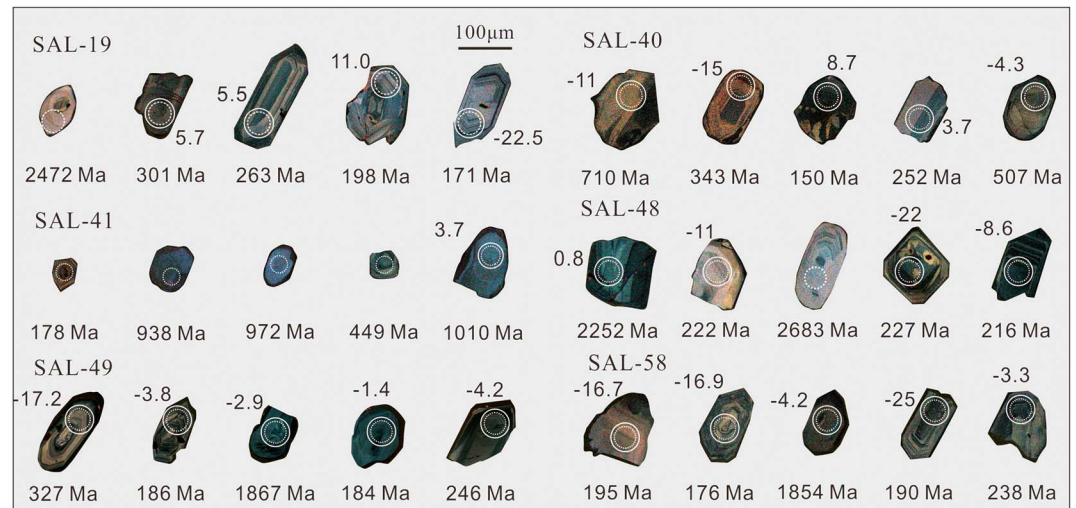 SAL-19
100μm
11.0
5.5
5.7
-22.5
2472 Ma 301 Ma 263 Ma 198 Ma 171 Ma
SAL-40
-11 -15 8.7 -4.3
3.7
710 Ma 343 Ma 150 Ma 252 Ma 507 Ma
SAL-41
3.7
178 Ma 938 Ma 972 Ma 449 Ma 1010 Ma
SAL-48
0.8 -11 -22 -8.6
2252 Ma 222 Ma 2683 Ma 227 Ma 216 Ma
SAL-49
-17.2 -3.8 -2.9 -1.4 -4.2
327 Ma 186 Ma 1867 Ma 184 Ma 246 Ma
SAL-58
-16.7 -16.9 -4.2 -25 -3.3
195 Ma 176 Ma 1854 Ma 190 Ma 238 Ma